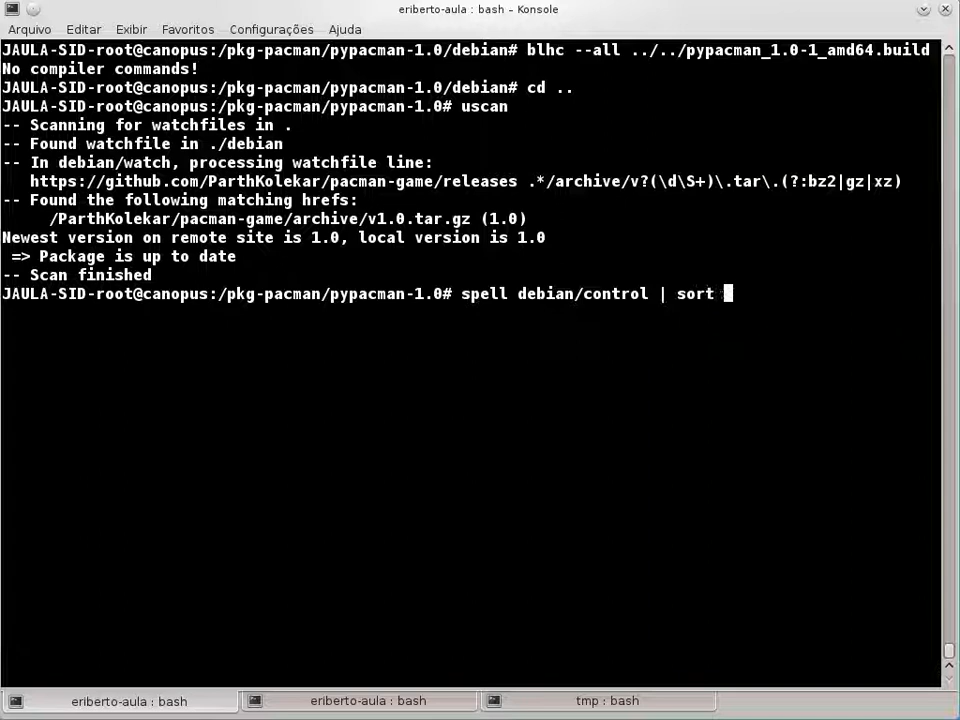 eriberto-aula : bash – Konsole
Arquivo Editar Exibir Favoritos Configurações Ajuda
JAULA-SID-root@canopus:/pkg-pacman/pypacman-1.0/debian# blhc --all ../../pypacman_1.0-1_amd64.build
No compiler commands!
JAULA-SID-root@canopus:/pkg-pacman/pypacman-1.0/debian# cd ..
JAULA-SID-root@canopus:/pkg-pacman/pypacman-1.0# uscan
-- Scanning for watchfiles in .
-- Found watchfile in ./debian
-- In debian/watch, processing watchfile line:
   https://github.com/ParthKolekar/pacman-game/releases .*/archive/v?(\d\S+)\.tar\.(?:bz2|gz|xz)
-- Found the following matching hrefs:
     /ParthKolekar/pacman-game/archive/v1.0.tar.gz (1.0)
Newest version on remote site is 1.0, local version is 1.0
 => Package is up to date
-- Scan finished
JAULA-SID-root@canopus:/pkg-pacman/pypacman-1.0# spell debian/control | sort
eriberto-aula : bash eriberto-aula : bash tmp : bash